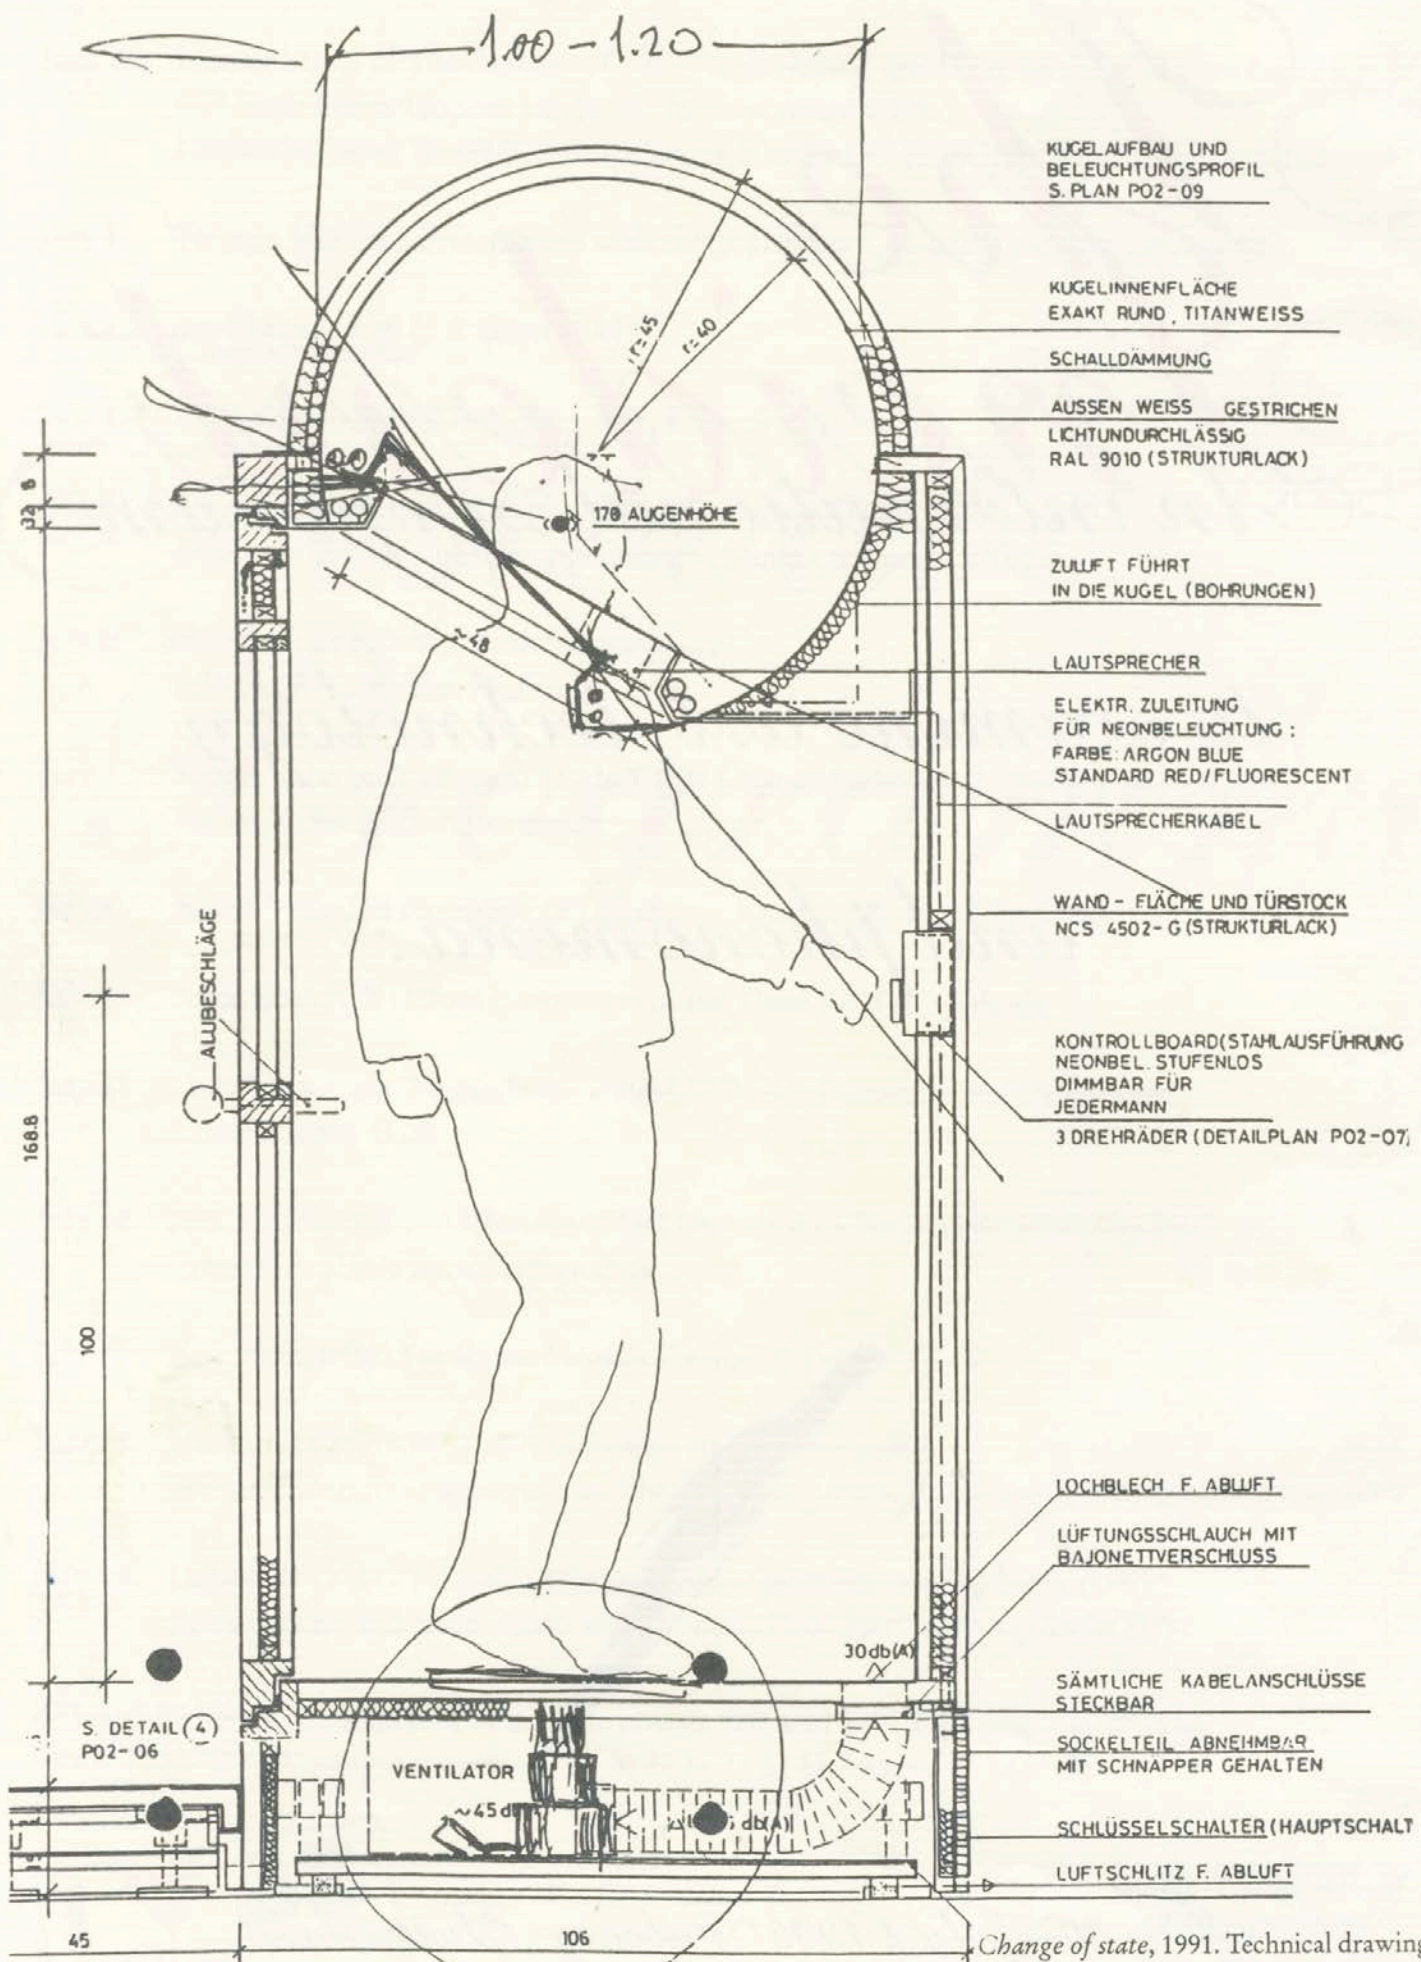 1.00 - 1.20
KUGELAUFBAU UND
BELEUCHTUNGSPROFIL
S. PLAN PO2-09
KUGELINNENFLÄCHE
EXAKT RUND, TITANWEISS
SCHALLDÄMMUNG
AUSSEN WEISS GESTRICHEN
LICHTUNDURCHLÄSSIG
RAL 9010 (STRUKTURLACK)
r=45
r=40
170 AUGENHÖHE
32
8
ZULUFT FÜHRT
IN DIE KUGEL (BOHRUNGEN)
~48
LAUTSPRECHER
ELEKTR. ZULEITUNG
FÜR NEONBELEUCHTUNG :
FARBE: ARGON BLUE
STANDARD RED/FLUORESCENT
LAUTSPRECHERKABEL
WAND- FLÄCHE UND TÜRSTOCK
NCS 4502-G (STRUKTURLACK)
ALUBESCHLÄGE
KONTROLLBOARD(STAHLAUSFÜHRUNG
NEONBEL. STUFENLOS
DIMMBAR FÜR
JEDERMANN
3 DREHRÄDER (DETAILPLAN PO2-07)
168.8
100
LOCHBLECH F. ABLUFT
LÜFTUNGSSCHLAUCH MIT
BAJONETTVERSCHLUSS
30db(A)
SÄMTLICHE KABELANSCHLÜSSE
STECKBAR
S. DETAIL 4
PO2-06
SOCKELTEIL ABNEHMBAR
MIT SCHNÄPPER GEHALTEN
VENTILATOR
~45d
db(A)
SCHLÜSSELSCHALTER (HAUPTSCHALT
LUFTSCHLITZ F. ABLUFT
45
106
Change of state, 1991. Technical drawing